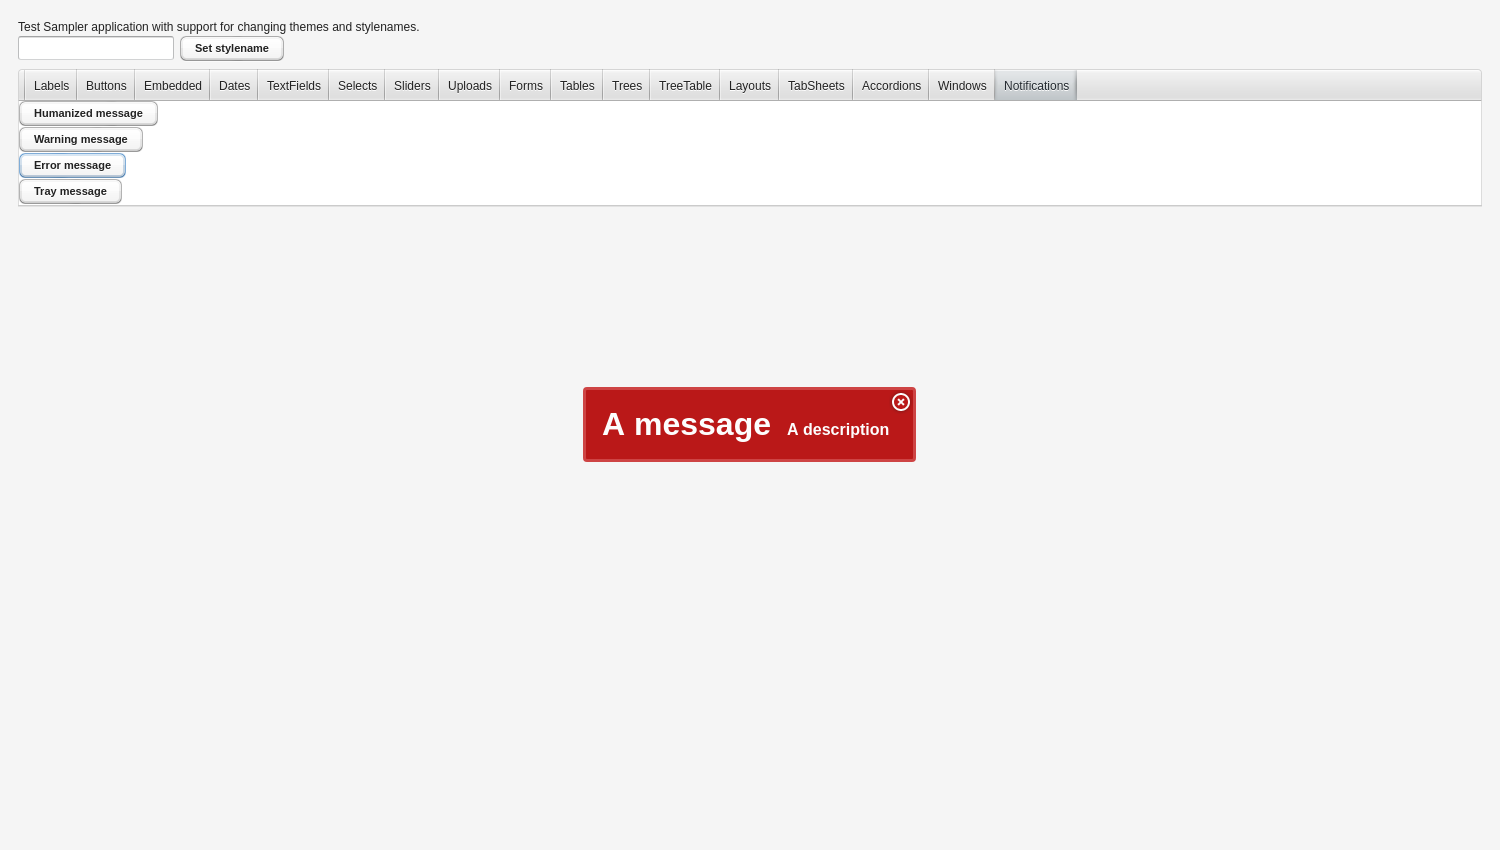 Test Sampler application with support for changing themes and stylenames.
Set stylename
Labels Buttons Embedded Dates TextFields Selects Sliders Uploads Forms Tables Trees TreeTable Layouts TabSheets Accordions Windows Notifications
Humanized message
Warning message
Error message
Tray message
A message A description